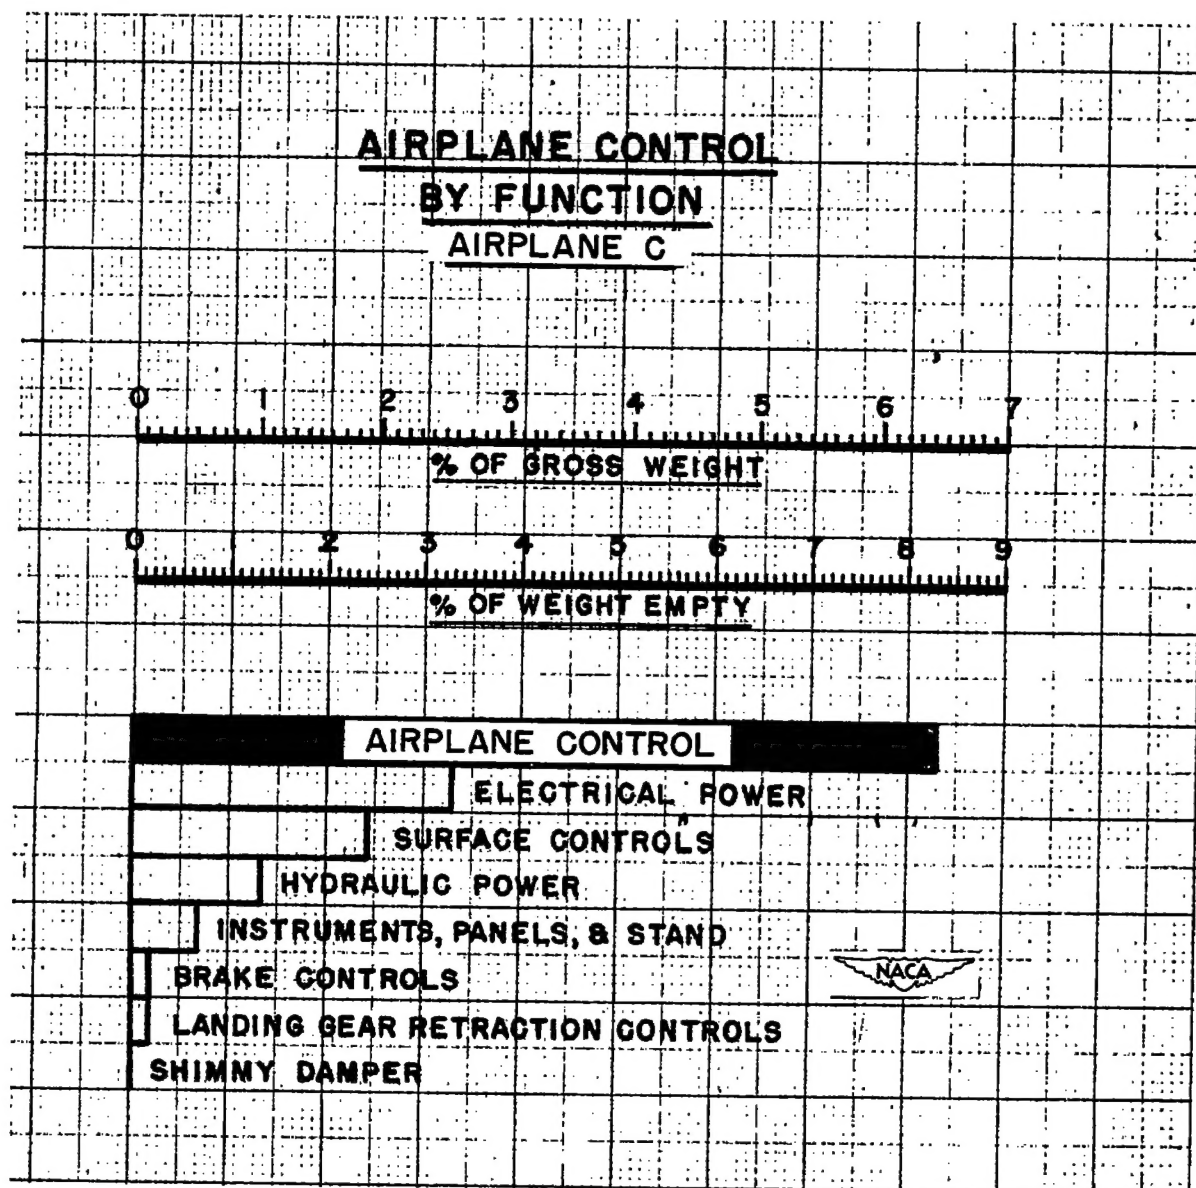 AIRPLANE CONTROL
BY FUNCTION
AIRPLANE C
0 1 2 3 4 5 6 7
% OF GROSS WEIGHT
0 2 3 4 5 6 7 8 9
% OF WEIGHT EMPTY
AIRPLANE CONTROL
ELECTRICAL POWER
SURFACE CONTROLS
HYDRAULIC POWER
INSTRUMENTS, PANELS, & STAND
BRAKE CONTROLS
NACA
LANDING GEAR RETRACTION CONTROLS
SHIMMY DAMPER